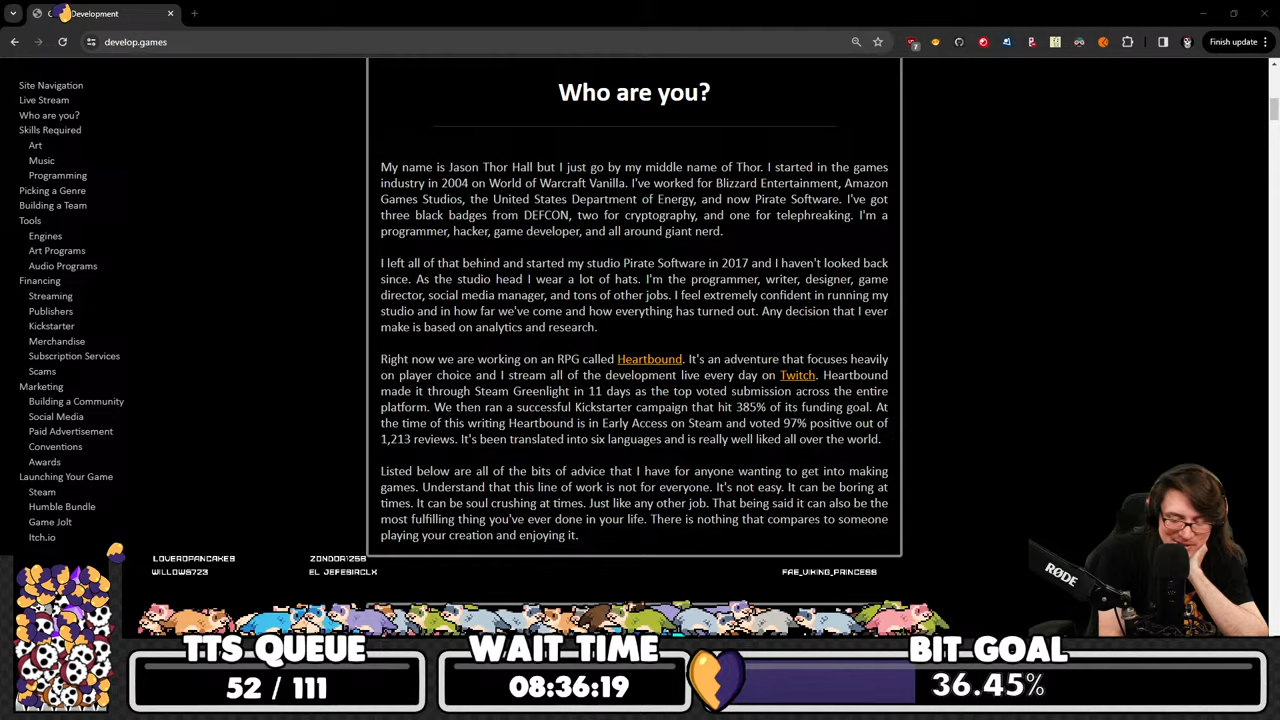 Development
develop.games
Finish update
Site Navigation
Live Stream
Who are you?
Skills Required
Art
Music
Programming
Picking a Genre
Building a Team
Tools
Engines
Art Programs
Audio Programs
Financing
Streaming
Publishers
Kickstarter
Merchandise
Subscription Services
Scams
Marketing
Building a Community
Social Media
Paid Advertisement
Conventions
Awards
Launching Your Game
Steam
Humble Bundle
Game Jolt
Itch.io
Who are you?
My name is Jason Thor Hall but I just go by my middle name of Thor. I started in the games
industry in 2004 on World of Warcraft Vanilla. I've worked for Blizzard Entertainment, Amazon
Games Studios, the United States Department of Energy, and now Pirate Software. I've got
three black badges from DEFCON, two for cryptography, and one for telephreaking. I'm a
programmer, hacker, game developer, and all around giant nerd.
I left all of that behind and started my studio Pirate Software in 2017 and I haven't looked back
since. As the studio head I wear a lot of hats. I'm the programmer, writer, designer, game
director, social media manager, and tons of other jobs. I feel extremely confident in running my
studio and in how far we've come and how everything has turned out. Any decision that I ever
make is based on analytics and research.
Right now we are working on an RPG called Heartbound. It's an adventure that focuses heavily
on player choice and I stream all of the development live every day on Twitch. Heartbound
made it through Steam Greenlight in 11 days as the top voted submission across the entire
platform. We then ran a successful Kickstarter campaign that hit 385% of its funding goal. At
the time of this writing Heartbound is in Early Access on Steam and voted 97% positive out of
1,213 reviews. It's been translated into six languages and is really well liked all over the world.
Listed below are all of the bits of advice that I have for anyone wanting to get into making
games. Understand that this line of work is not for everyone. It's not easy. It can be boring at
times. It can be soul crushing at times. Just like any other job. That being said it can also be the
most fulfilling thing you've ever done in your life. There is nothing that compares to someone
playing your creation and enjoying it.
LOVEROPANCAKES ZONDOR1256
WILLOW8723 EL JEFESIRCLX FAE_VIKING_PRINCESS
RØDE
TTS QUEUE
52 / 111
WAIT TIME
08:36:19
BIT GOAL
36.45%